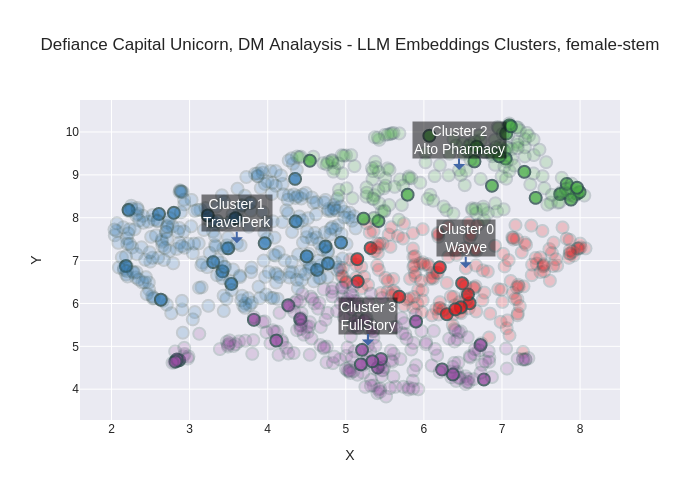 Defiance Capital Unicorn, DM Analaysis - LLM Embeddings Clusters, female-stem
10
9
8
7
6
5
4
Y
Cluster 2
Alto Pharmacy
Cluster 1
TravelPerk
Cluster 0
Wayve
Cluster 3
FullStory
2
3
4
5
6
7
8
X